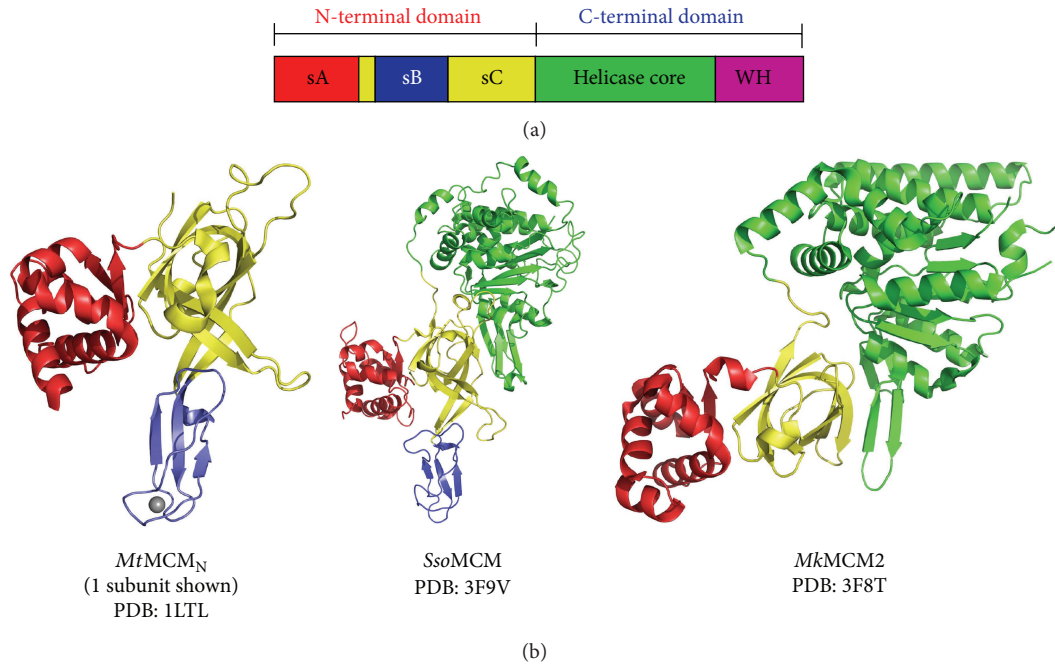 N-terminal domain C-terminal domain
sA sB sC Helicase core WH
(a)
MtMCMN
(1 subunit shown)
PDB: 1LTL
SsoMCM
PDB: 3F9V
MkMCM2
PDB: 3F8T
(b)